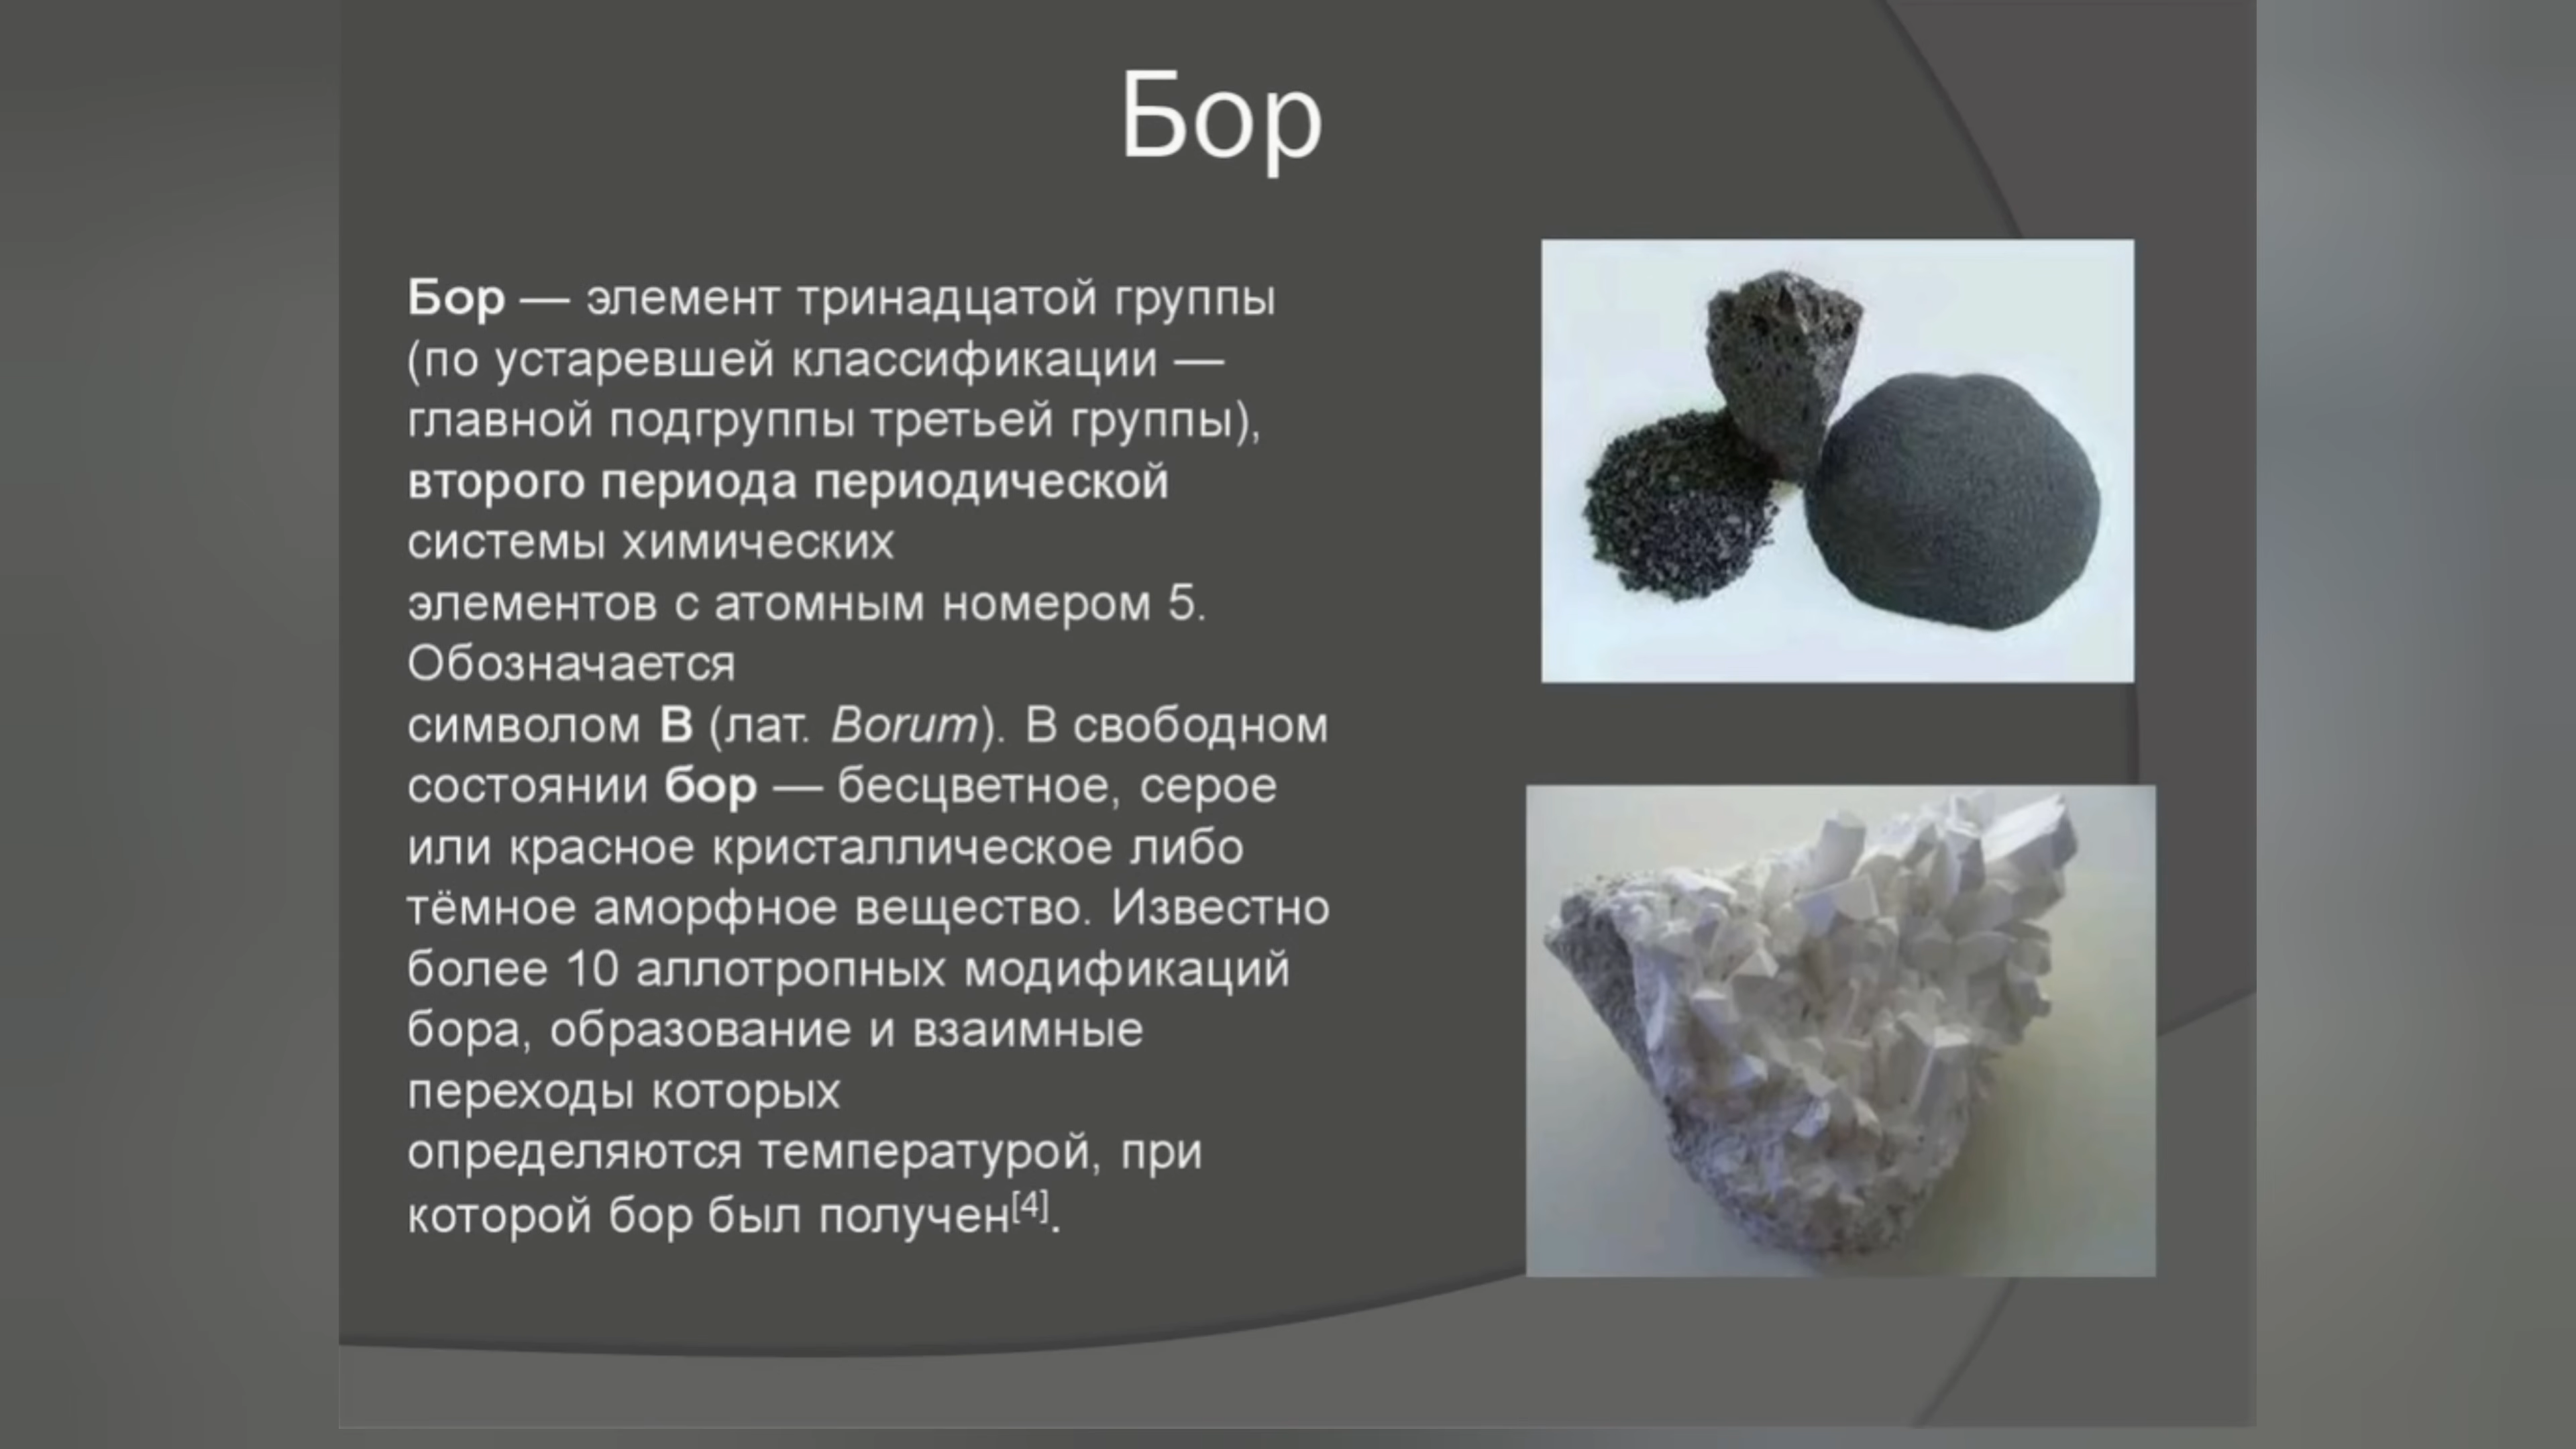 Бор
Бор — элемент тринадцатой группы
(по устаревшей классификации —
главной подгруппы третьей группы),
второго периода периодической
системы химических
элементов с атомным номером 5.
Обозначается
символом B (лат. Borum). В свободном
состоянии бор — бесцветное, серое
или красное кристаллическое либо
тёмное аморфное вещество. Известно
более 10 аллотропных модификаций
бора, образование и взаимные
переходы которых
определяются температурой, при
которой бор был получен[4].